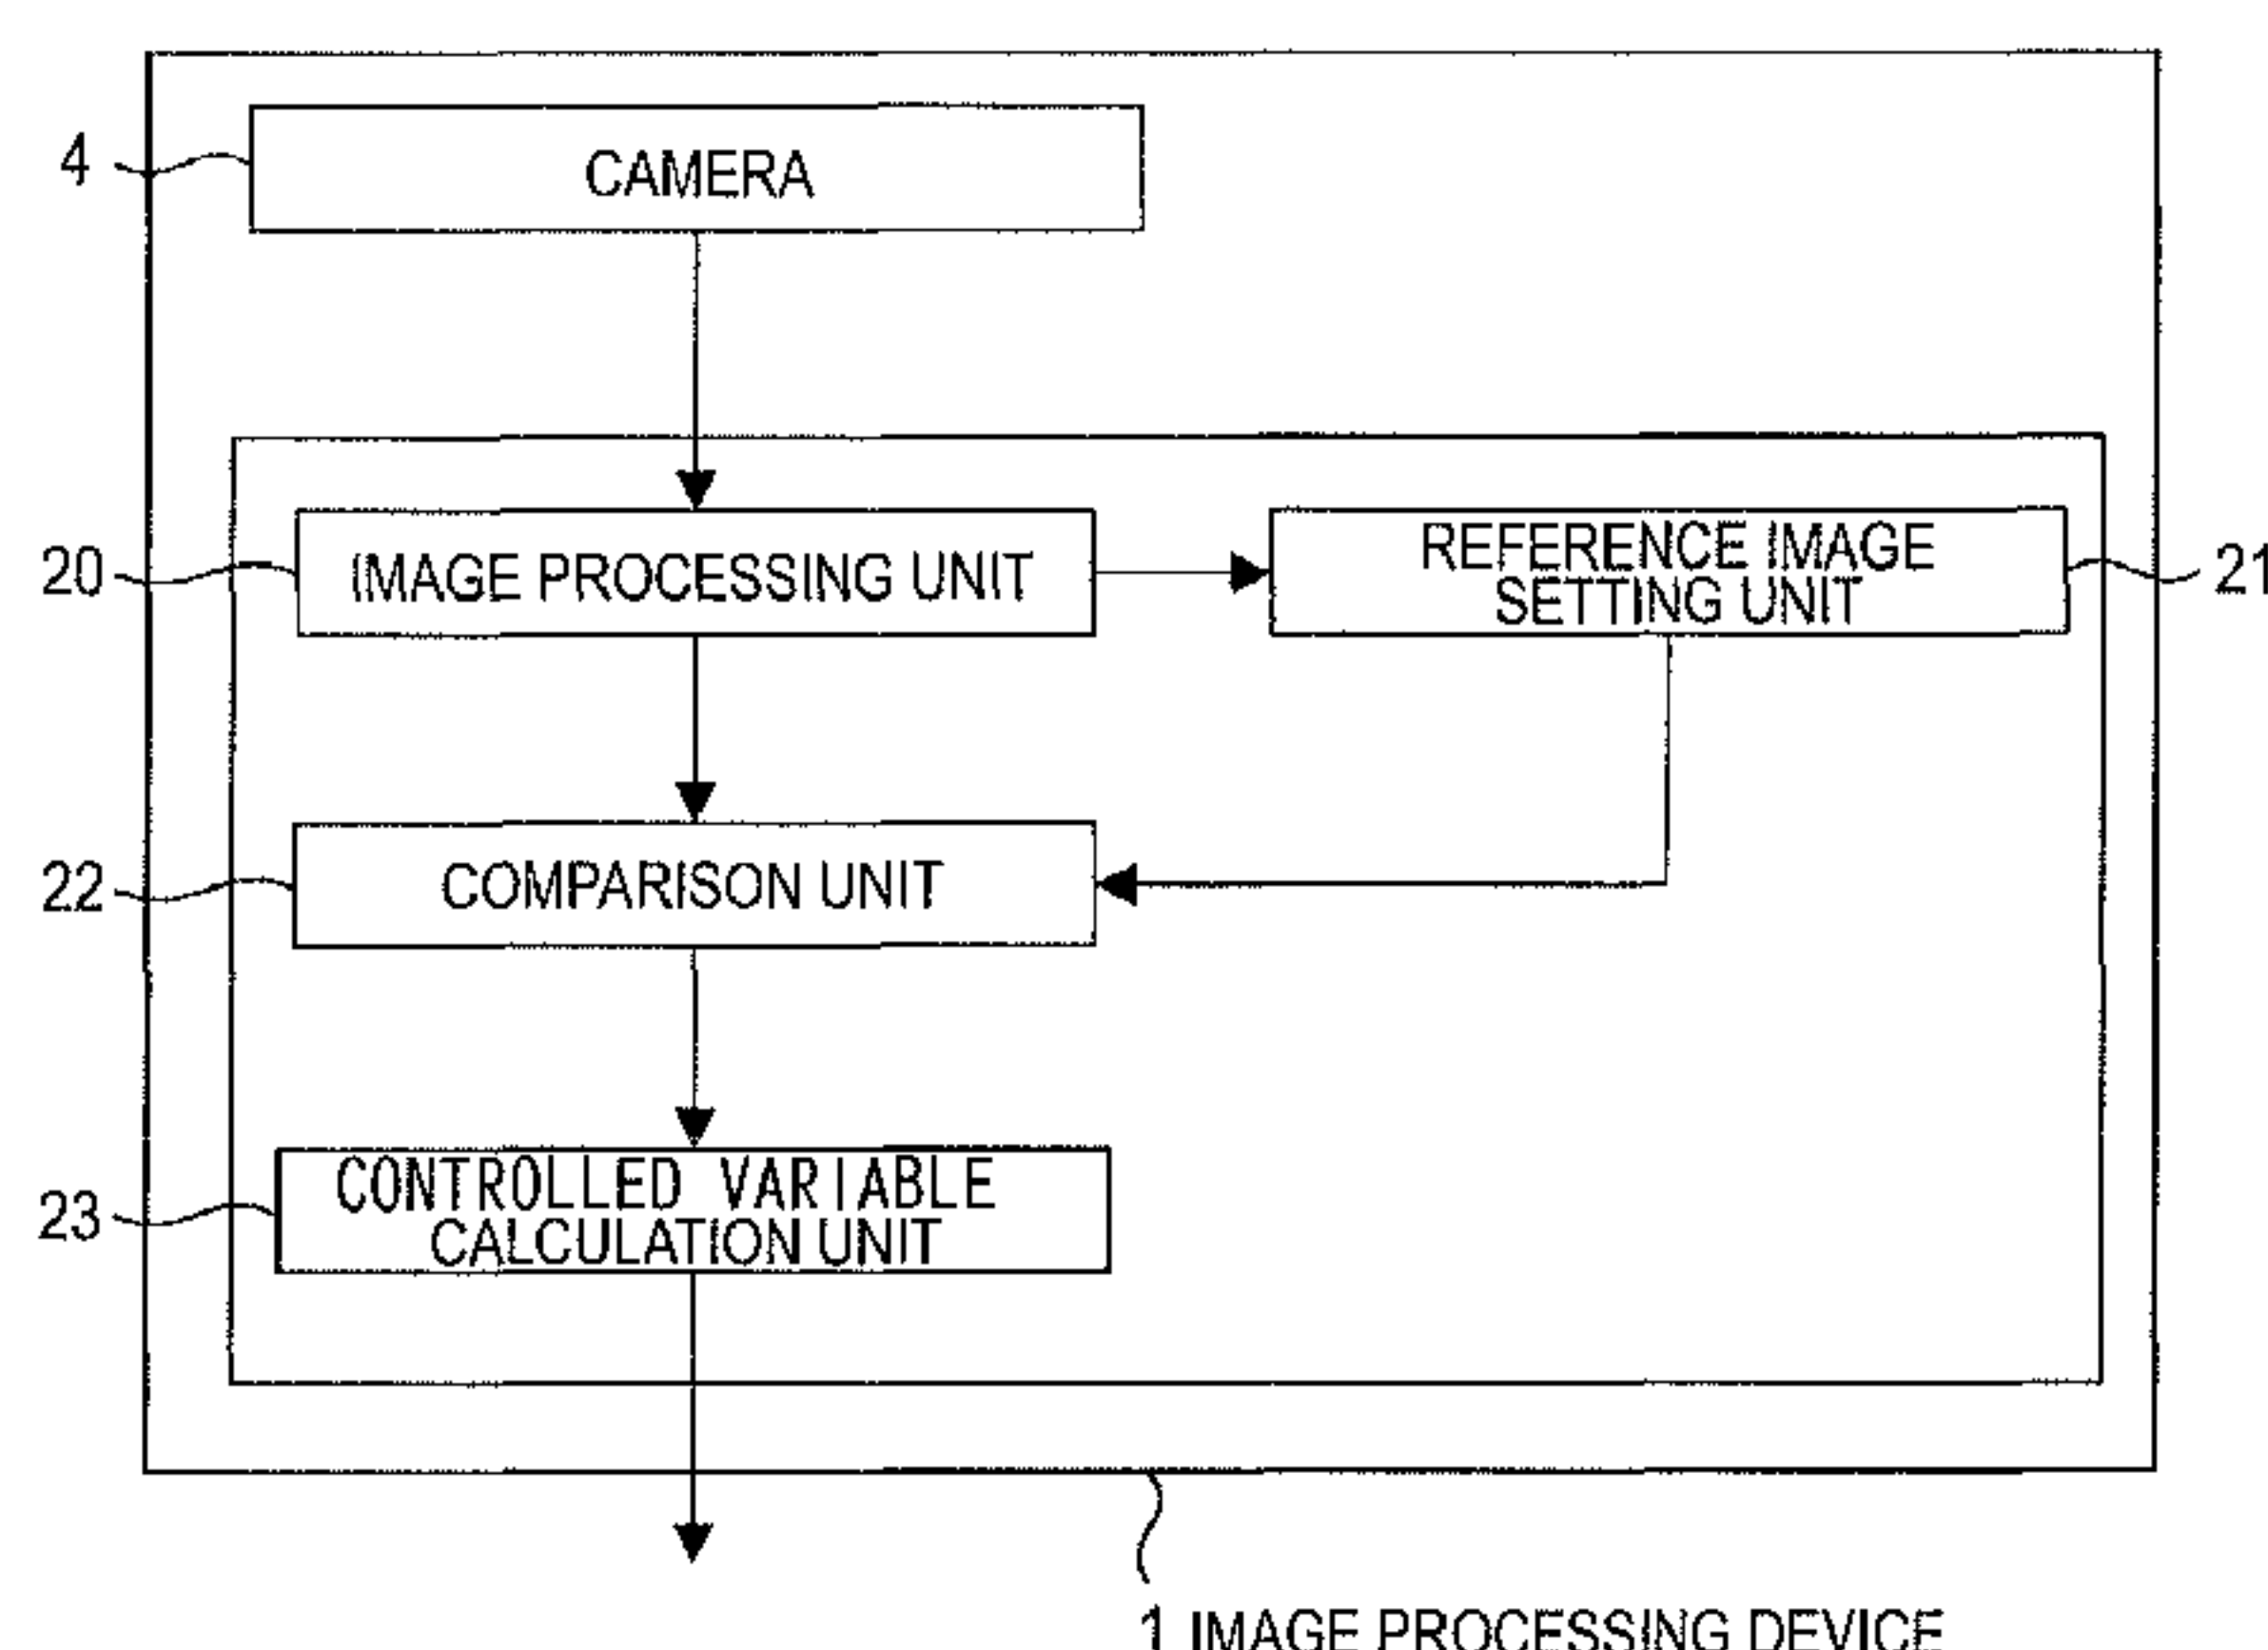 4
CAMERA
20
IMAGE PROCESSING UNIT
REFERENCE IMAGE
SETTING UNIT
21
22
COMPARISON UNIT
23
CONTROLLED VARIABLE
CALCULATION UNIT
1 IMAGE PROCESSING DEVICE